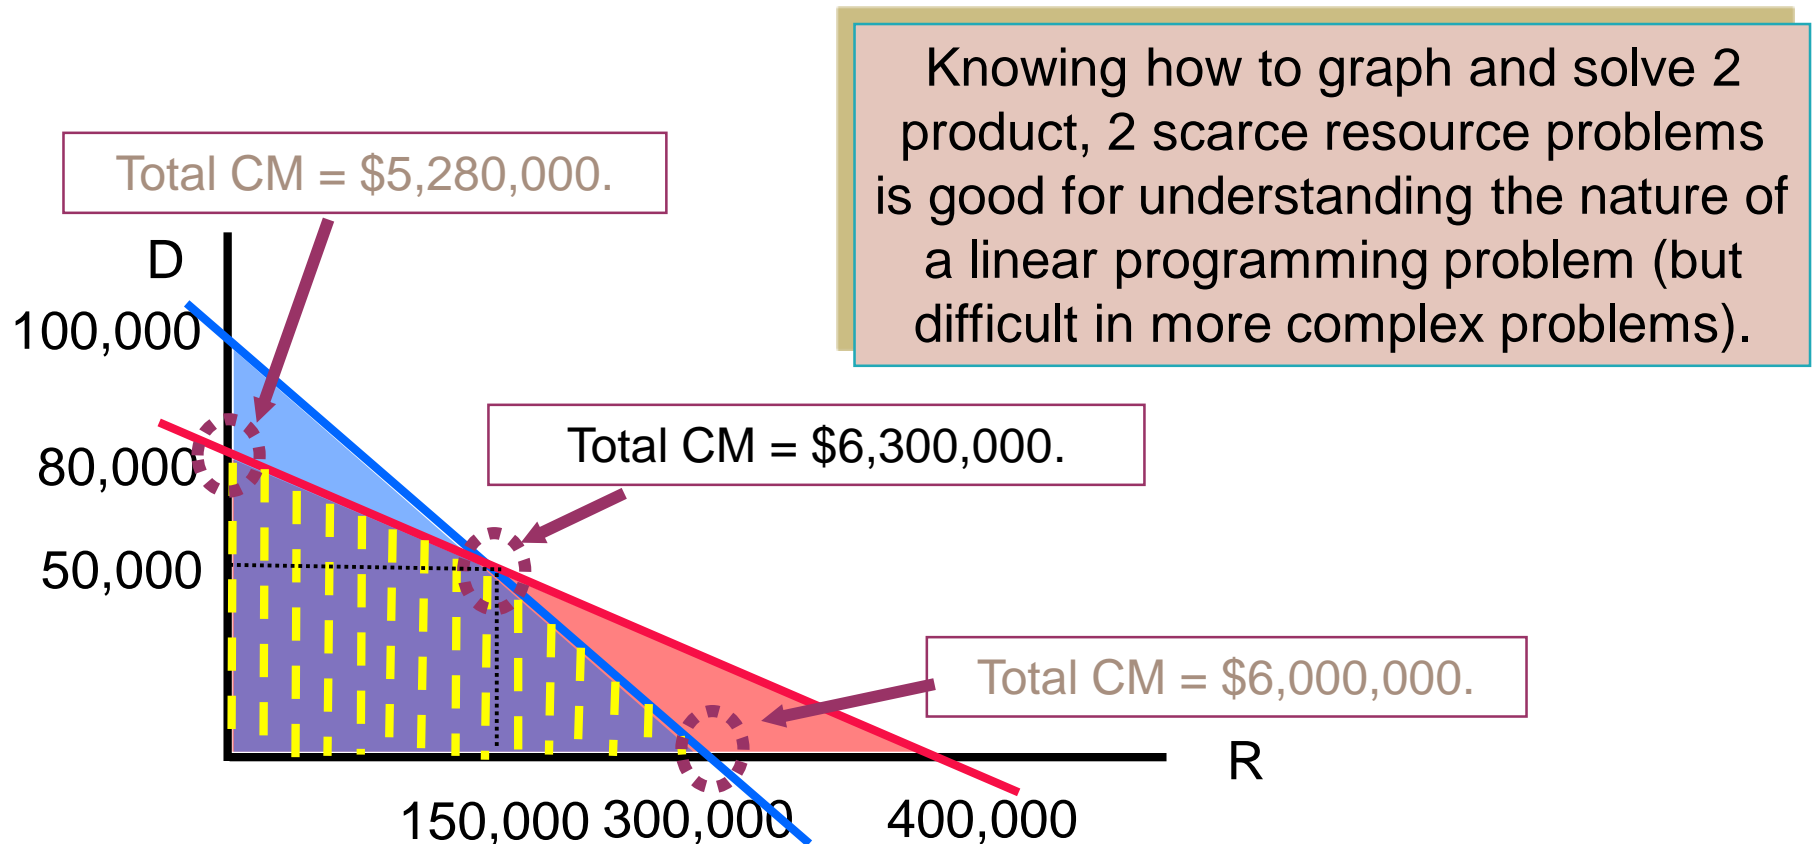 Knowing how to graph and solve 2
product, 2 scarce resource problems
is good for understanding the nature of
a linear programming problem (but
difficult in more complex problems).
Total CM = $5,280,000.
D
100,000
Total CM = $6,300,000.
80,000
50,000
Total CM = $6,000,000.
R
150,000
300,000
400,000